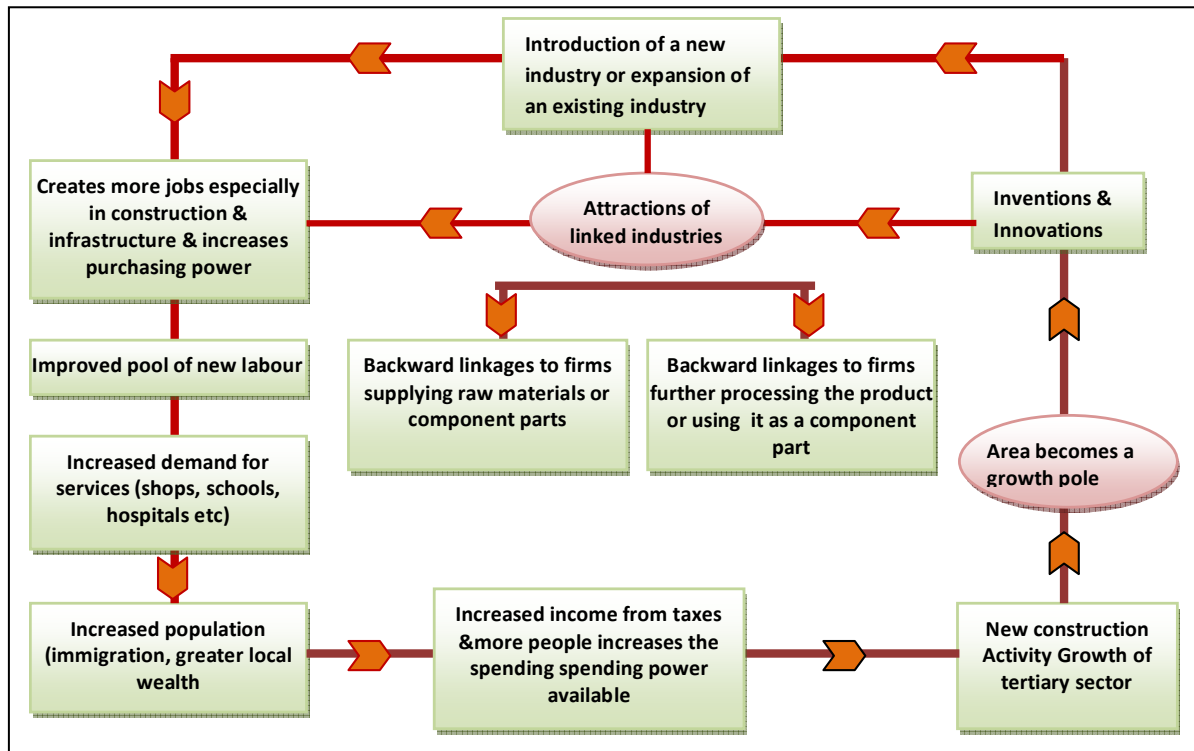 Introduction of a new
industry or expansion of
an existing industry
Creates more jobs especially
in construction &
infrastructure & increases
purchasing power
Attractions of
linked industries
Inventions &
Innovations
Improved pool of new labour
Backward linkages to firms
supplying raw materials or
component parts
Backward linkages to firms
further processing the product
or using it as a component
part
Increased demand for
services (shops, schools,
hospitals etc)
Area becomes a
growth pole
Increased population
(immigration, greater local
wealth
Increased income from taxes
&more people increases the
spending spending power
available
New construction
Activity Growth of
tertiary sector